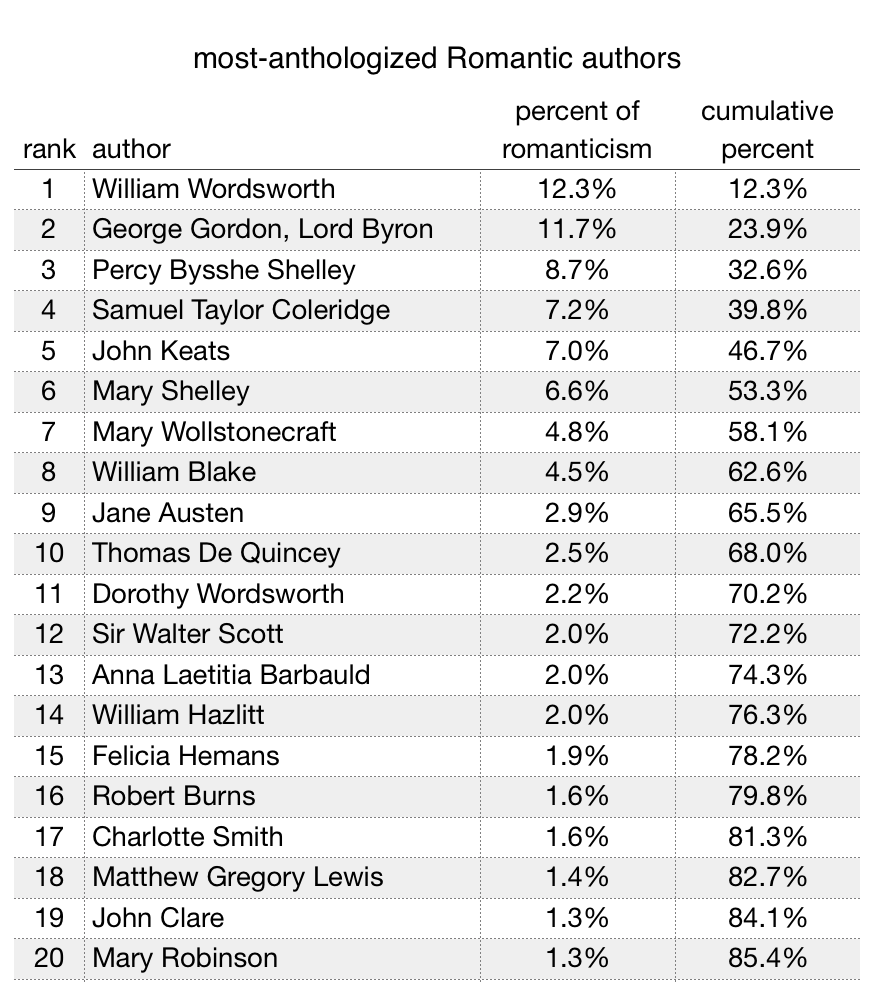 most-anthologized Romantic authors
percent of cumulative
rank author romanticism percent
1 William Wordsworth 12.3% 12.3%
2 George Gordon, Lord Byron 11.7% 23.9%
3 Percy Bysshe Shelley 8.7% 32.6%
4 Samuel Taylor Coleridge 7.2% 39.8%
5 John Keats 7.0% 46.7%
6 Mary Shelley 6.6% 53.3%
7 Mary Wollstonecraft 4.8% 58.1%
8 William Blake 4.5% 62.6%
9 Jane Austen 2.9% 65.5%
10 Thomas De Quincey 2.5% 68.0%
11 Dorothy Wordsworth 2.2% 70.2%
12 Sir Walter Scott 2.0% 72.2%
13 Anna Laetitia Barbauld 2.0% 74.3%
14 William Hazlitt 2.0% 76.3%
15 Felicia Hemans 1.9% 78.2%
16 Robert Burns 1.6% 79.8%
17 Charlotte Smith 1.6% 81.3%
18 Matthew Gregory Lewis 1.4% 82.7%
19 John Clare 1.3% 84.1%
20 Mary Robinson 1.3% 85.4%